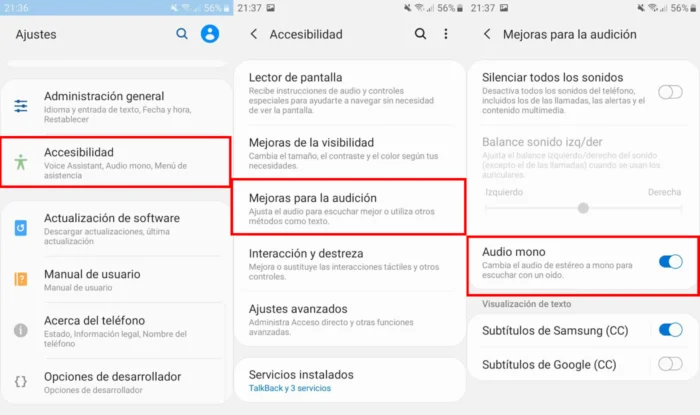 21:36
56%
Ajustes
Administración general
Idioma y entrada de texto, Fecha y hora,
Restablecer
Accesibilidad
Voice Assistant, Audio mono, Menú de
asistencia
Actualización de software
Descargar actualizaciones, última
actualización
Manual de usuario
Manual de usuario
Acerca del teléfono
Estado, Información legal, Nombre del
teléfono
{} Opciones de desarrollador
Opciones de desarrollador
21:37
56%
Accesibilidad
Lector de pantalla
Recibe instrucciones de audio y controles
especiales para ayudarte a navegar sin necesidad
de ver la pantalla.
Mejoras de la visibilidad
Cambia el tamaño, el contraste y el color según tus
necesidades.
Mejoras para la audición
Ajusta el audio para escuchar mejor o utiliza otros
métodos como texto.
Interacción y destreza
Mejora o sustituye las interacciones táctiles y otros
controles.
Ajustes avanzados
Administra Acceso directo y otras funciones
avanzadas.
Servicios instalados
TalkBack y 3 servicios
21:37
56%
Mejoras para la audición
Silenciar todos los sonidos
Desactiva todos los sonidos del teléfono,
incluidos los de las llamadas, las alertas y el
contenido multimedia.
Balance sonido izq/der
Ajusta el balance izquierdo/derecho del sonido
(excepto el de las llamadas) cuando se usan los
auriculares.
Izquierdo Derecha
Audio mono
Cambia el audio de estéreo a mono para
escuchar con un oido.
Visualización de texto
Subtítulos de Samsung (CC)
Subtítulos de Google (CC)